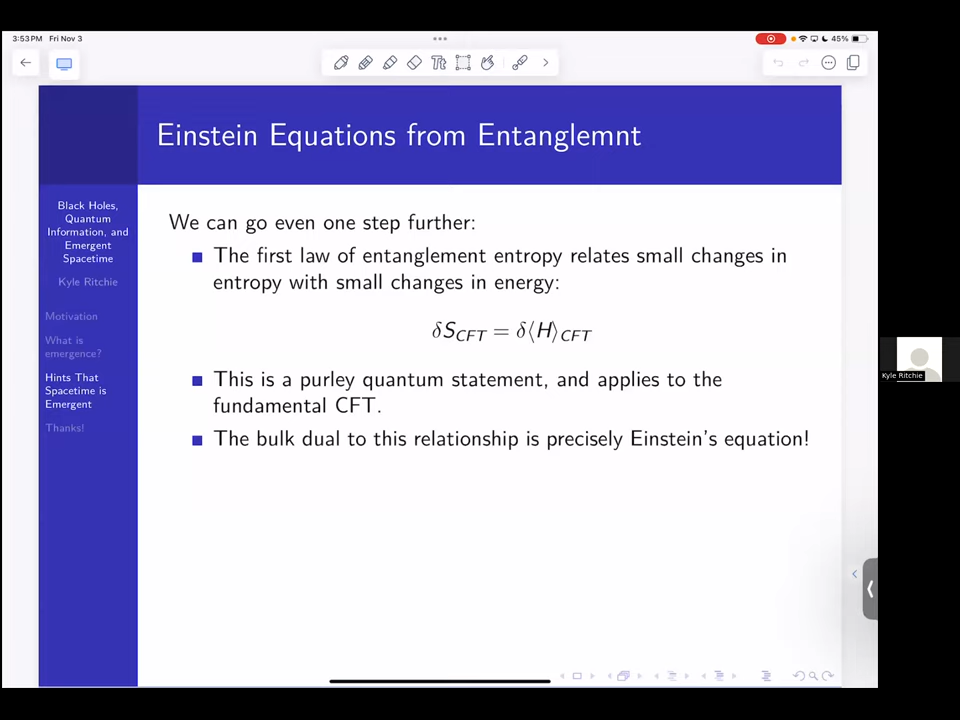 3:53 PM Fri Nov 3
45%
Einstein Equations from Entanglemnt
Black Holes,
Quantum
Information, and
Emergent
Spacetime
Kyle Ritchie
Motivation
What is
emergence?
Hints That
Spacetime is
Emergent
Thanks!
We can go even one step further:
The first law of entanglement entropy relates small changes in
entropy with small changes in energy:
δS_CFT = δ⟨H⟩_CFT
This is a purley quantum statement, and applies to the
fundamental CFT.
The bulk dual to this relationship is precisely Einstein's equation!
Kyle Ritchie